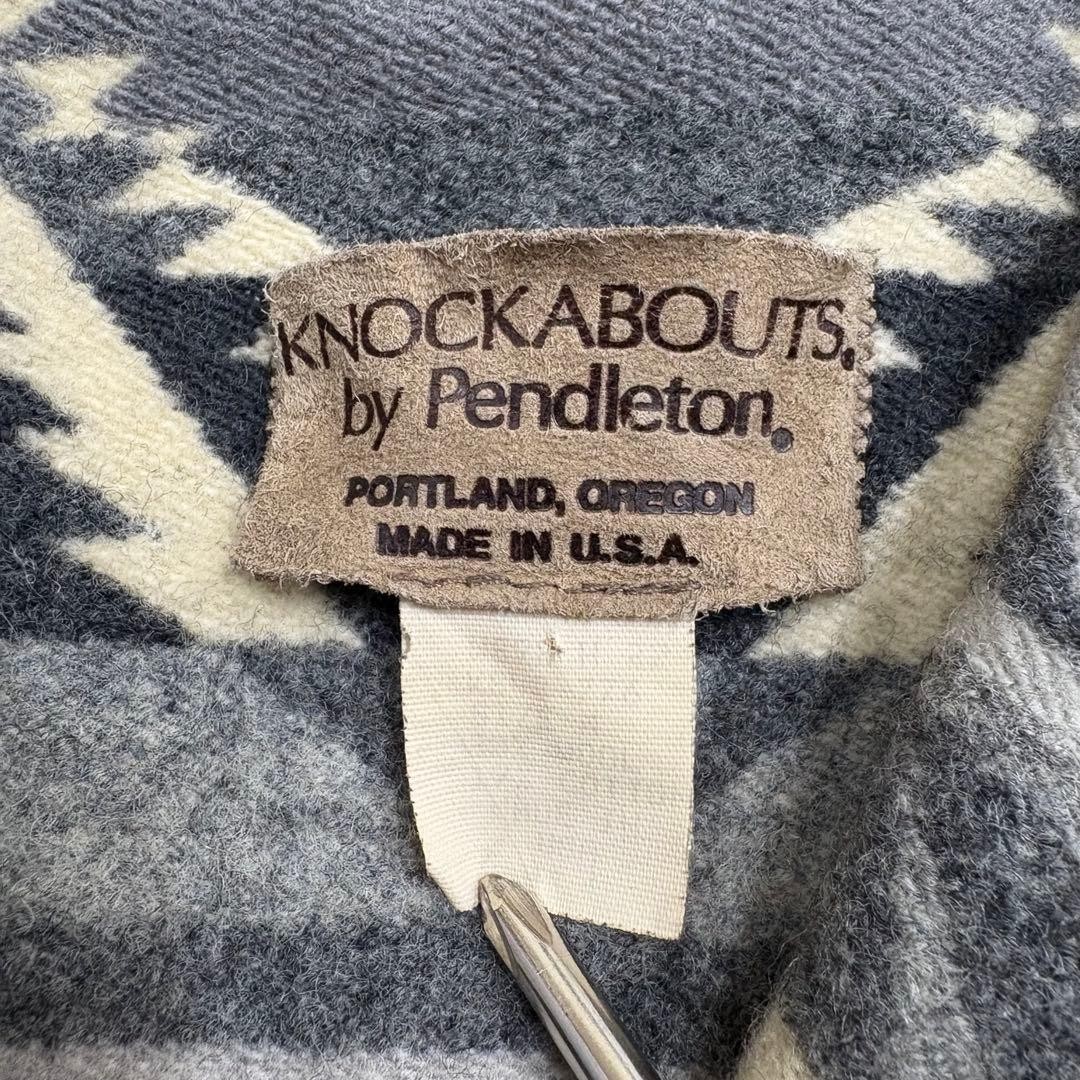 KNOCKABOUTS®
by Pendleton®
PORTLAND, OREGON
MADE IN U.S.A.